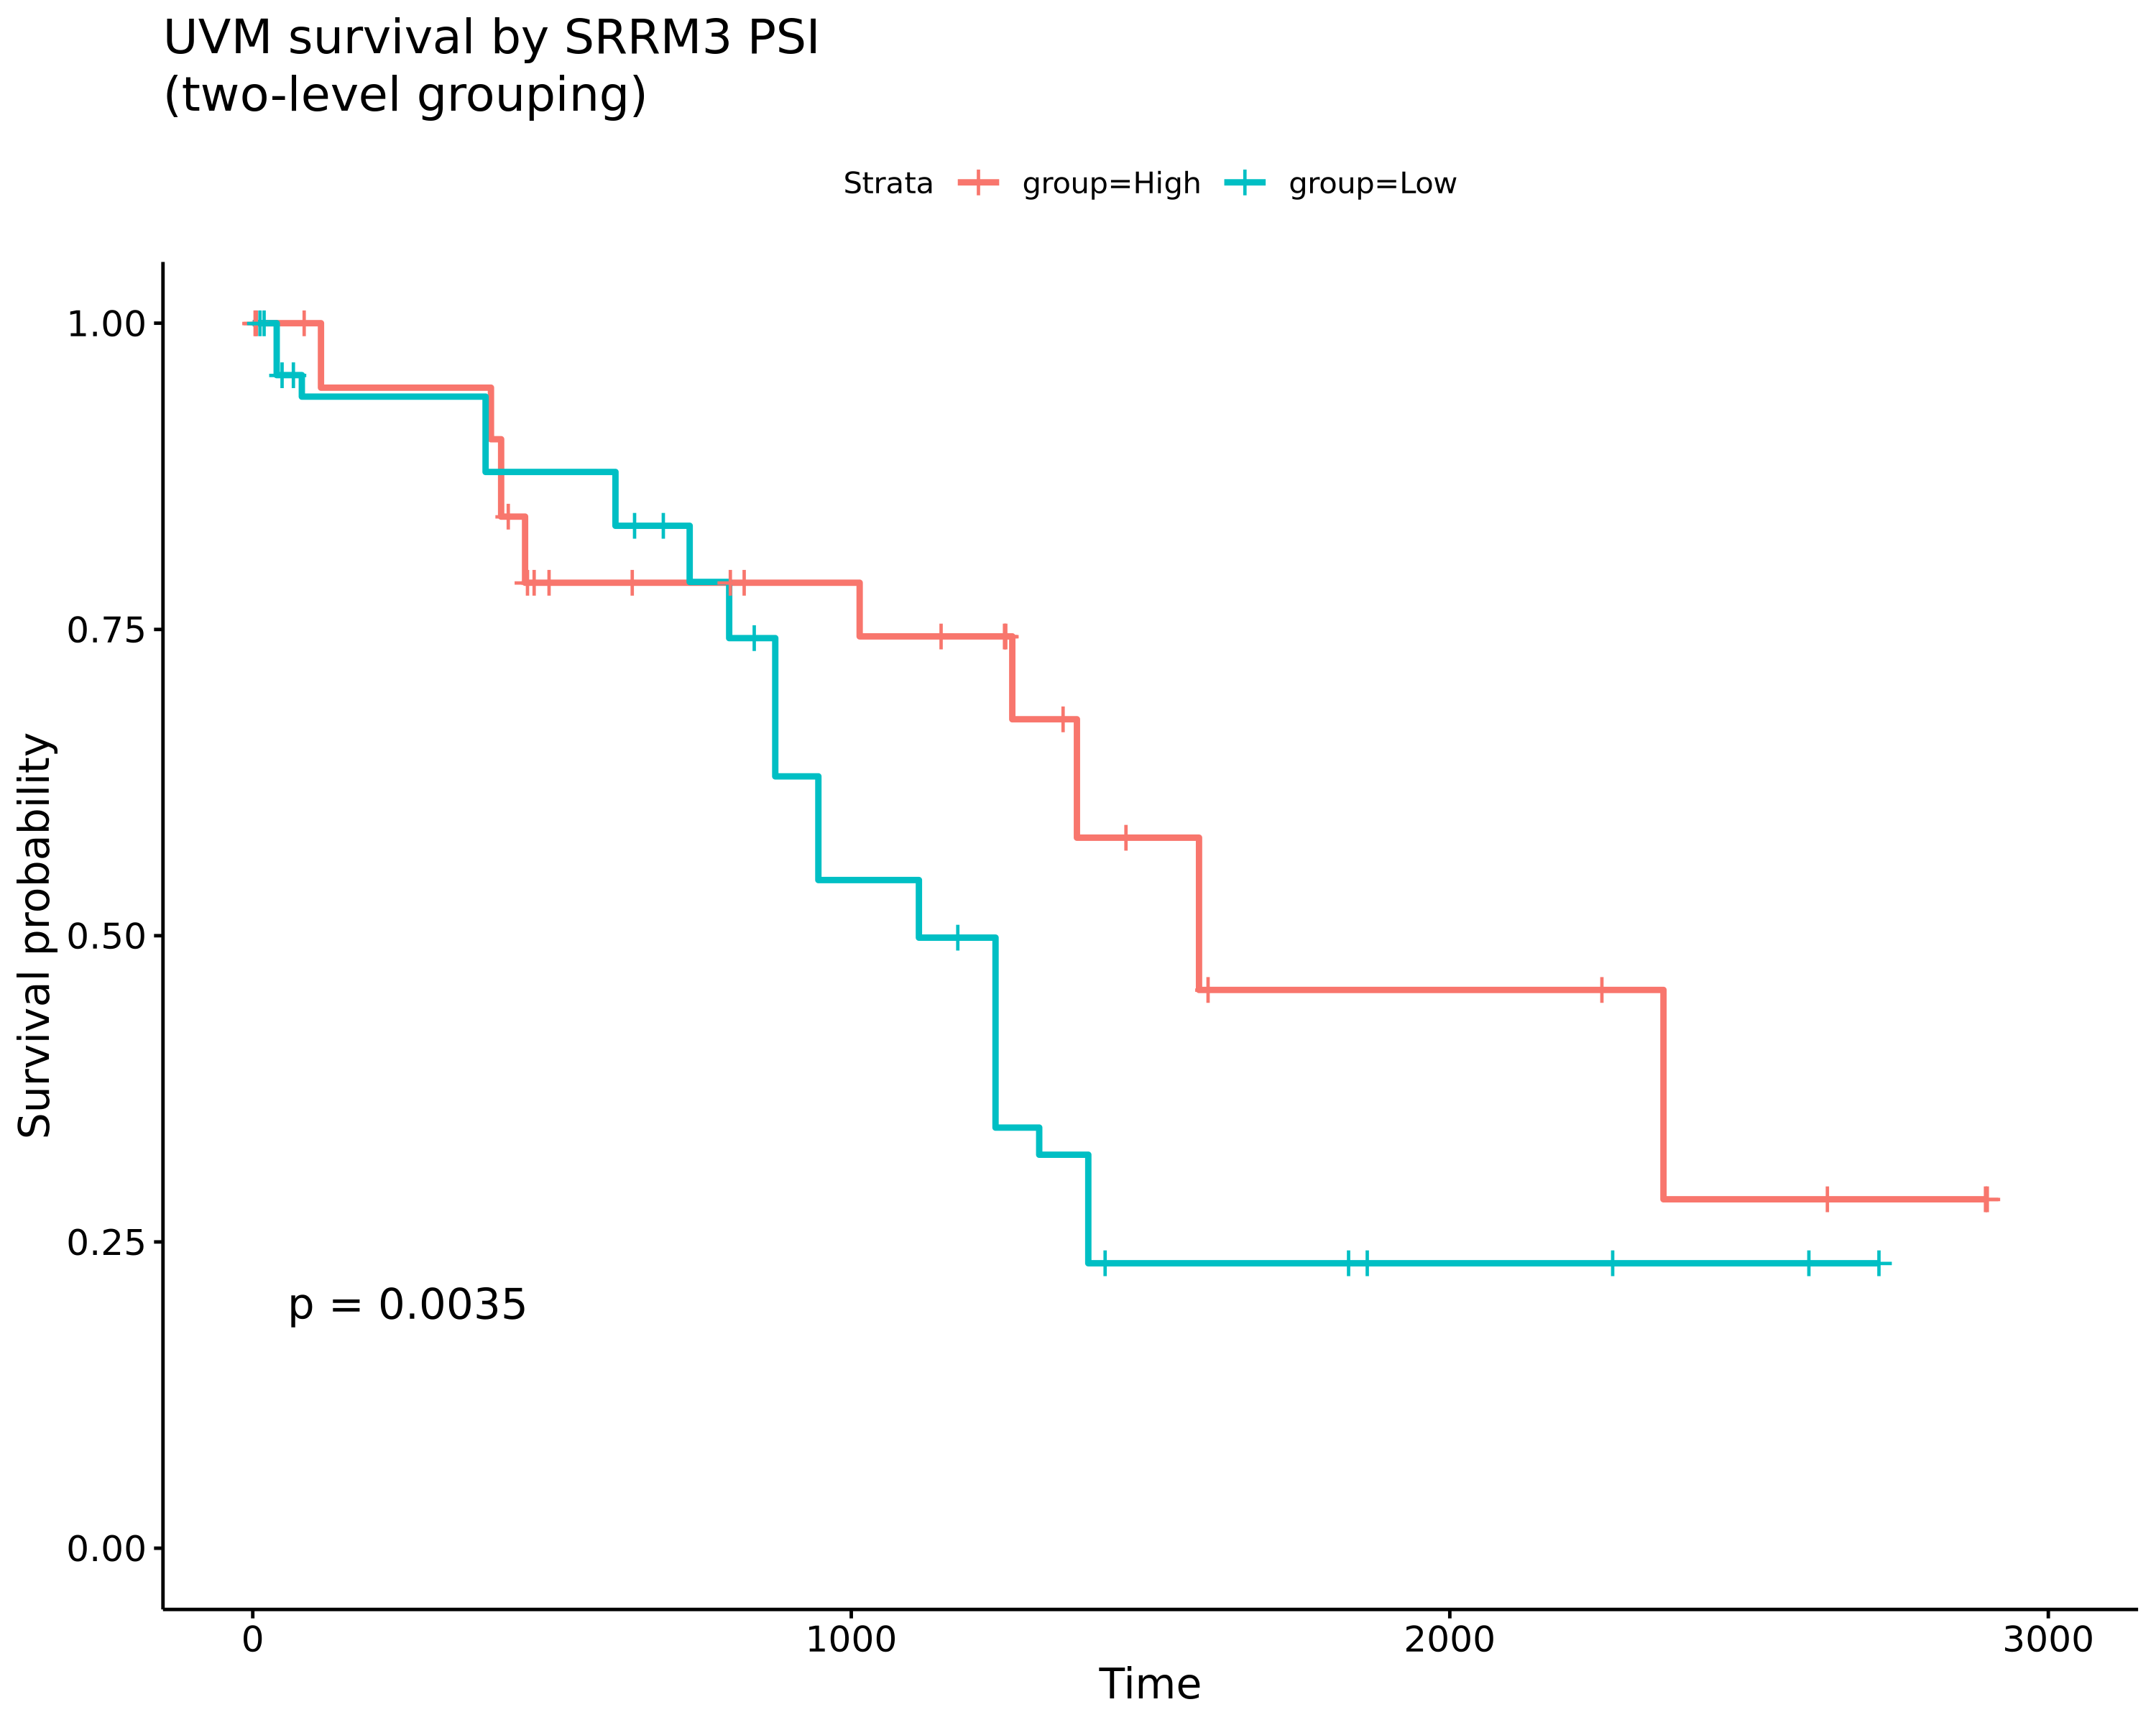 UVM survival by SRRM3 PSI
(two-level grouping)
Strata group=High group=Low
1.00
0.75
0.50
0.25
0.00
Survival probability
p = 0.0035
0 1000 2000 3000
Time